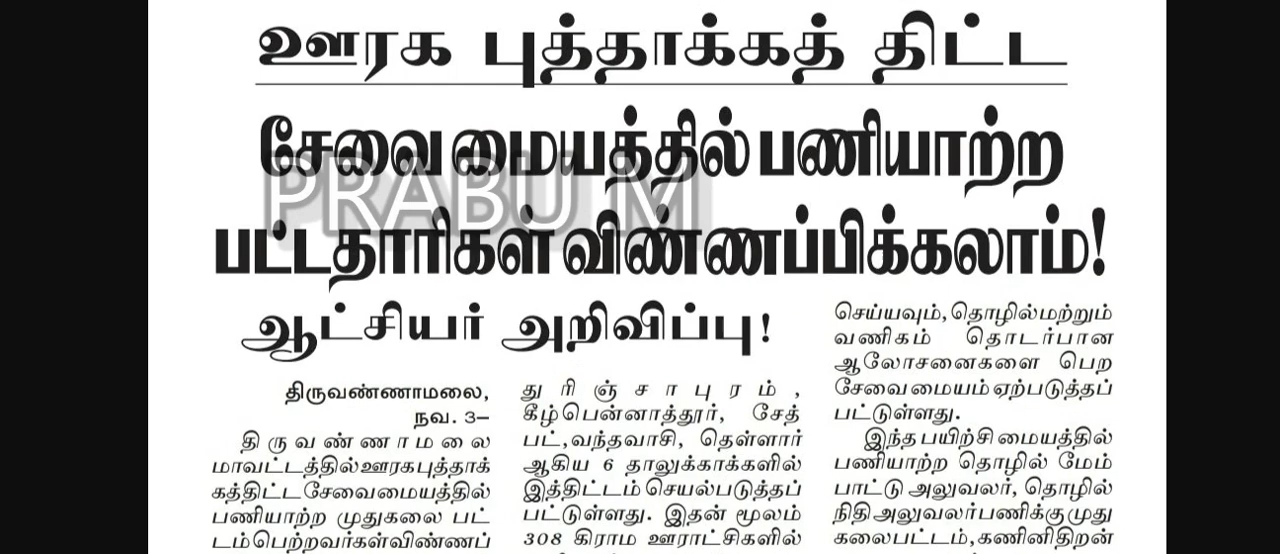 ஊரக புத்தாக்கத் திட்ட
சேவை மையத்தில் பணியாற்ற
PRABU M
பட்டதாரிகள் விண்ணப்பிக்கலாம்!
ஆட்சியர் அறிவிப்பு!
திருவண்ணாமலை,
நவ. 3–
திருவண்ணாமலை
மாவட்டத்தில் ஊரக புத்தாக்
கத்திட்ட சேவை மையத்தில்
பணியாற்ற முதுகலை பட்
டம் பெற்றவர்கள் விண்ணப்
துரிஞ்சாபுரம்,
கீழ்பென்னாத்தூர், சேத்
பட்,வந்தவாசி, தெள்ளார்
ஆகிய 6 தாலுக்காக்களில்
இத்திட்டம் செயல்படுத்தப்
பட்டுள்ளது. இதன் மூலம்
308 கிராம ஊராட்சிகளில்
செய்யவும்,தொழில்மற்றும்
வணிகம் தொடர்பான
ஆலோசனைகளை பெற
சேவை மையம் ஏற்படுத்தப்
பட்டுள்ளது.
இந்த பயிற்சி மையத்தில்
பணியாற்ற தொழில் மேம்
பாட்டு அலுவலர், தொழில்
நிதி அலுவலர் பணிக்கு முது
கலைபட்டம்,கணினிதிறன்